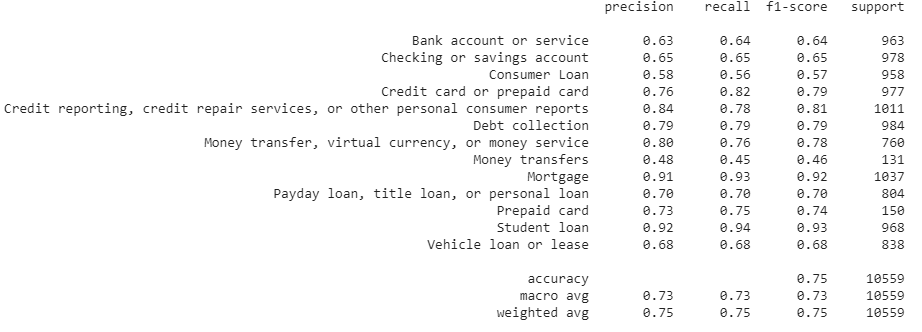 precision recall f1-score support
Bank account or service 0.63 0.64 0.64 963
Checking or savings account 0.65 0.65 0.65 978
Consumer Loan 0.58 0.56 0.57 958
Credit card or prepaid card 0.76 0.82 0.79 977
Credit reporting, credit repair services, or other personal consumer reports 0.84 0.78 0.81 1011
Debt collection 0.79 0.79 0.79 984
Money transfer, virtual currency, or money service 0.80 0.76 0.78 760
Money transfers 0.48 0.45 0.46 131
Mortgage 0.91 0.93 0.92 1037
Payday loan, title loan, or personal loan 0.70 0.70 0.70 804
Prepaid card 0.73 0.75 0.74 150
Student loan 0.92 0.94 0.93 968
Vehicle loan or lease 0.68 0.68 0.68 838
accuracy 0.75 10559
macro avg 0.73 0.73 0.73 10559
weighted avg 0.75 0.75 0.75 10559